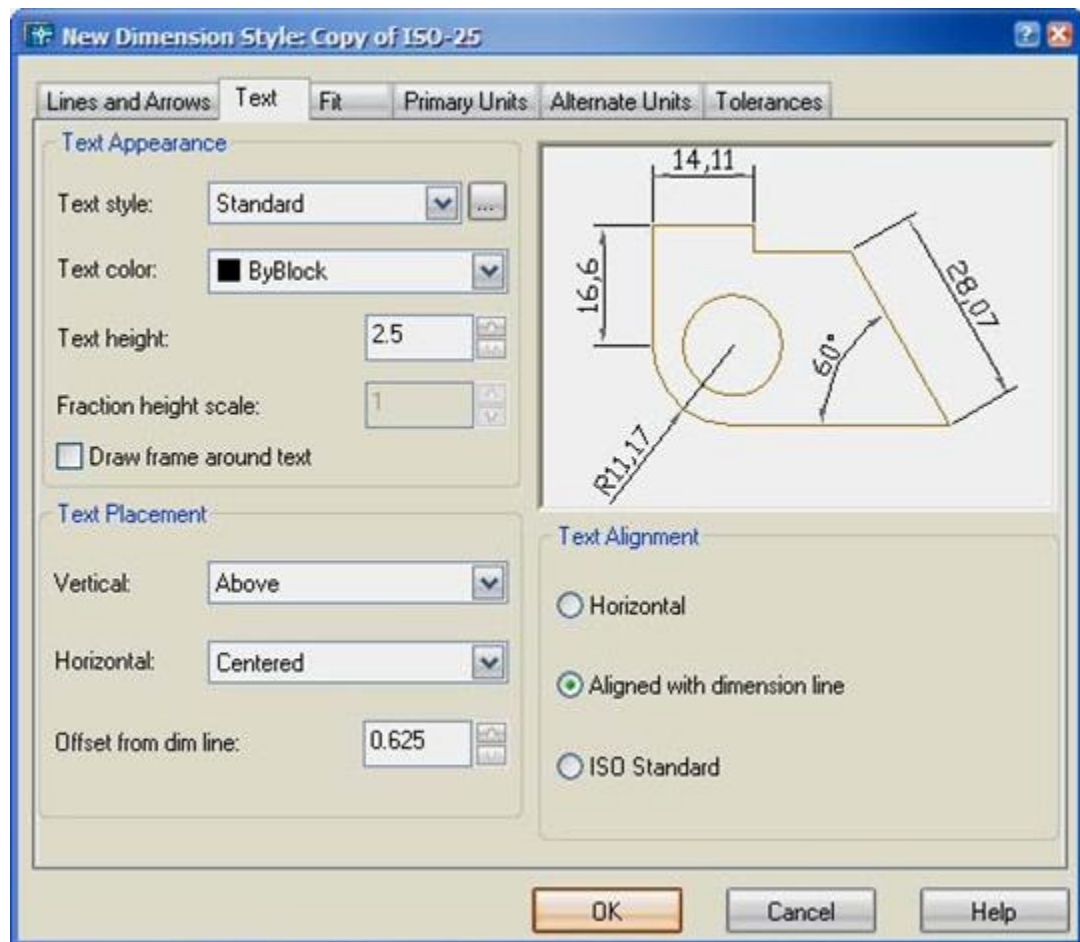 New Dimension Style: Copy of ISO-25
Lines and Arrows Text Fit Primary Units Alternate Units Tolerances
Text Appearance
Text style: Standard ...
Text color: ByBlock
Text height: 2.5
Fraction height scale: 1
Draw frame around text
Text Placement
Vertical: Above
Horizontal: Centered
Offset from dim line: 0.625
14,11
16,6
28,07
60°
R11,17
Text Alignment
Horizontal
Aligned with dimension line
ISO Standard
OK Cancel Help